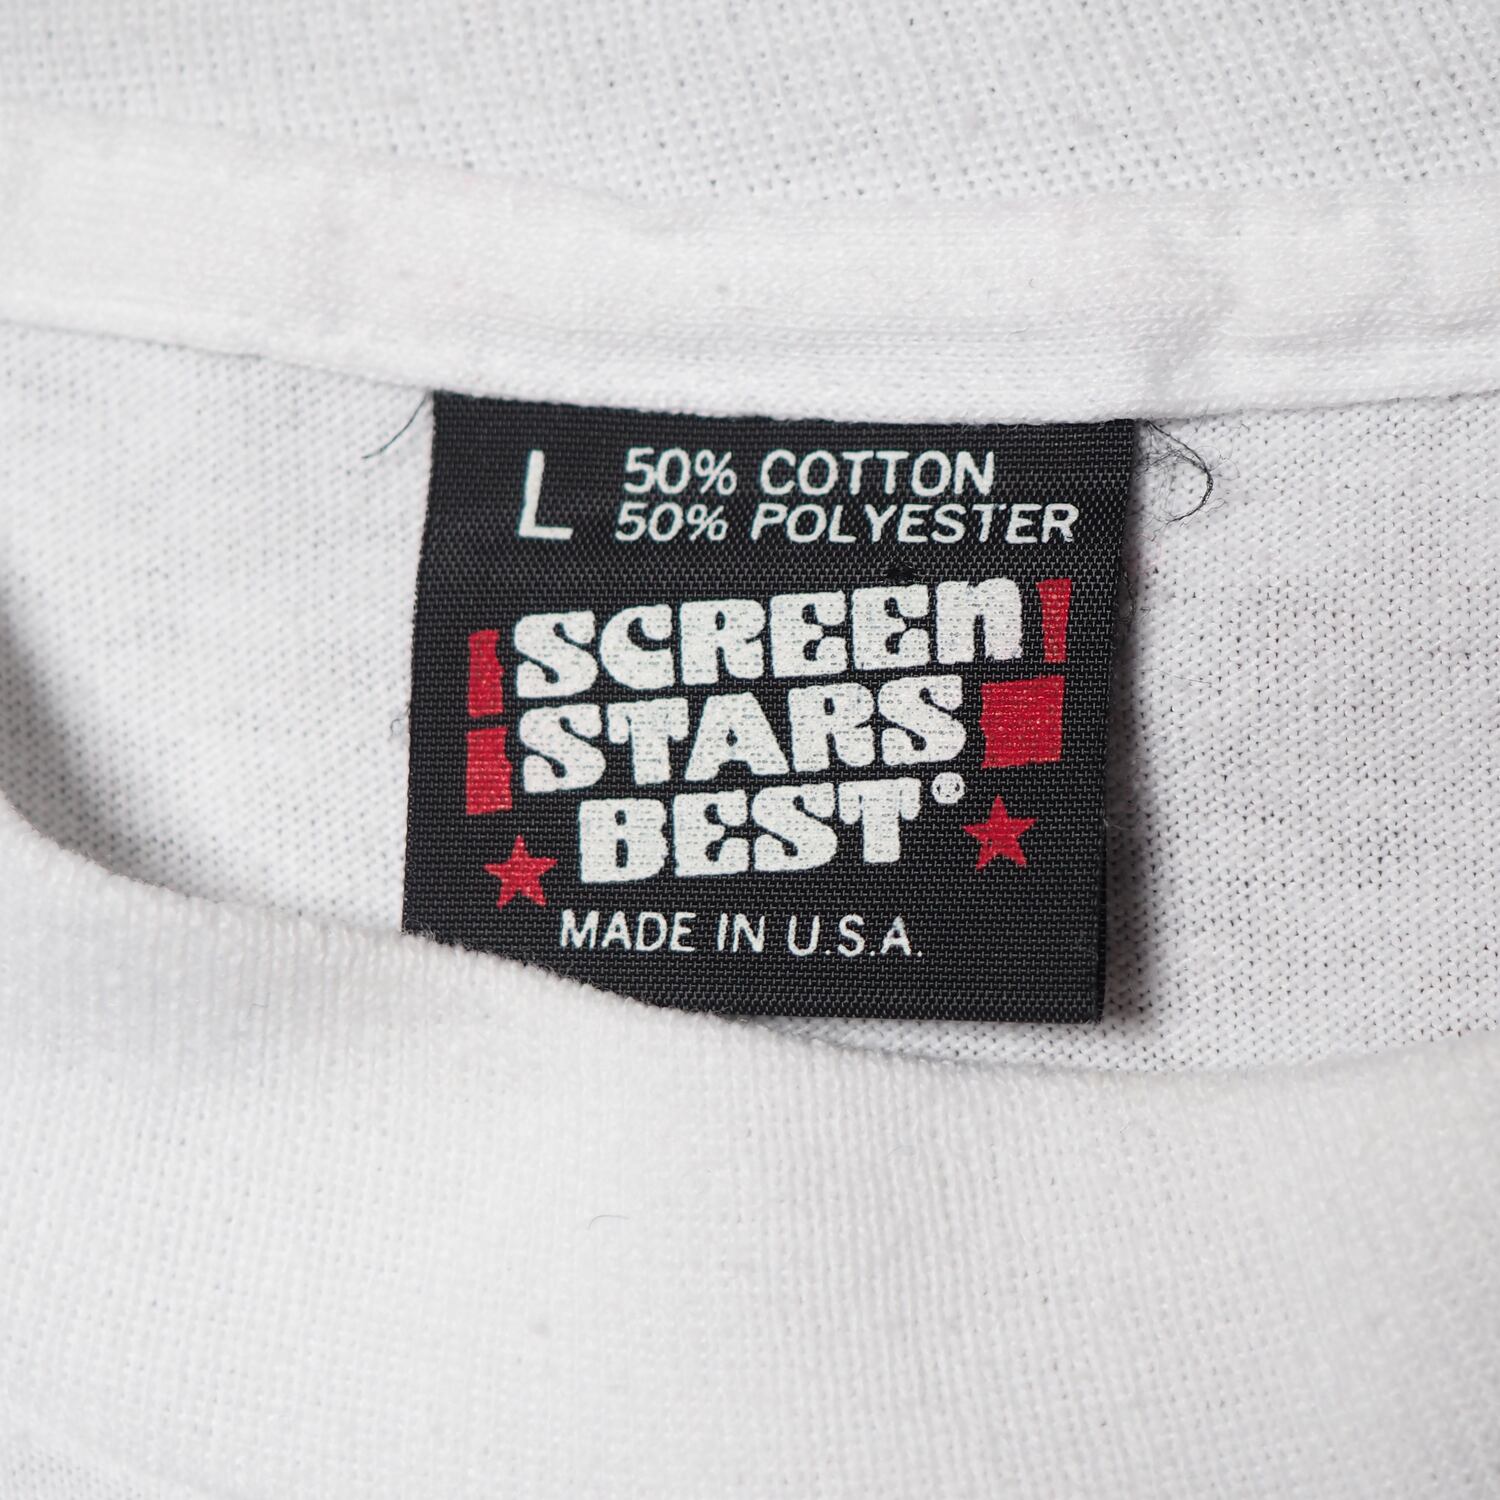 L 50% COTTON
50% POLYESTER
SCREEN
STARS
BEST®
MADE IN U.S.A.